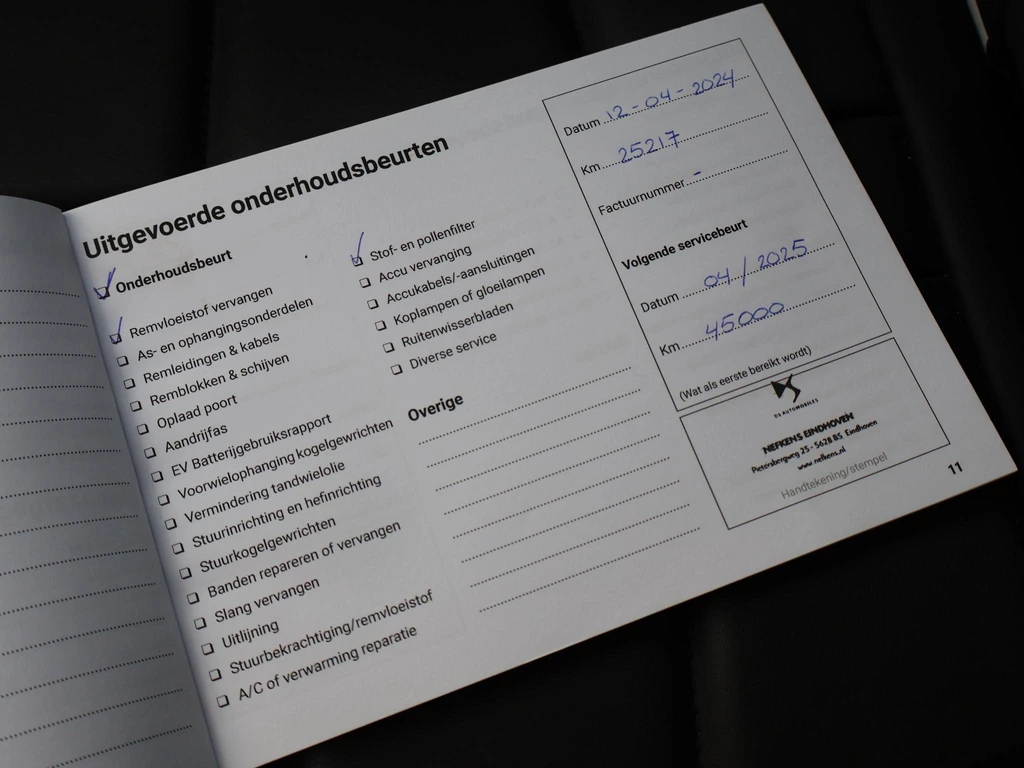 Uitgevoerde onderhoudsbeurten
Onderhoudsbeurt
Remvloeistof vervangen
As- en ophangingsonderdelen
Remleidingen & kabels
Remblokken & schijven
Oplaad poort
Aandrijfas
EV Batterijgebruiksrapport
Voorwielophanging kogelgewrichten
Vermindering tandwielolie
Stuurinrichting en hefinrichting
Stuurkogelgewrichten
Banden repareren of vervangen
Slang vervangen
Uitlijning
Stuurbekrachtiging/remvloeistof
A/C of verwarming reparatie
Stof- en pollenfilter
Accu vervanging
Accukabels/-aansluitingen
Koplampen of gloeilampen
Ruitenwisserbladen
Diverse service
Overige
Datum 12-04-2024
Km 25217
Factuurnummer -
Volgende servicebeurt
Datum 04/2025
Km 45000
(Wat als eerste bereikt wordt)
DS AUTOMOBILES
NEFKENS EINDHOVEN
Pietersbergweg 25 - 5628 BS Eindhoven
www.nefkens.nl
Handtekening/stempel
11